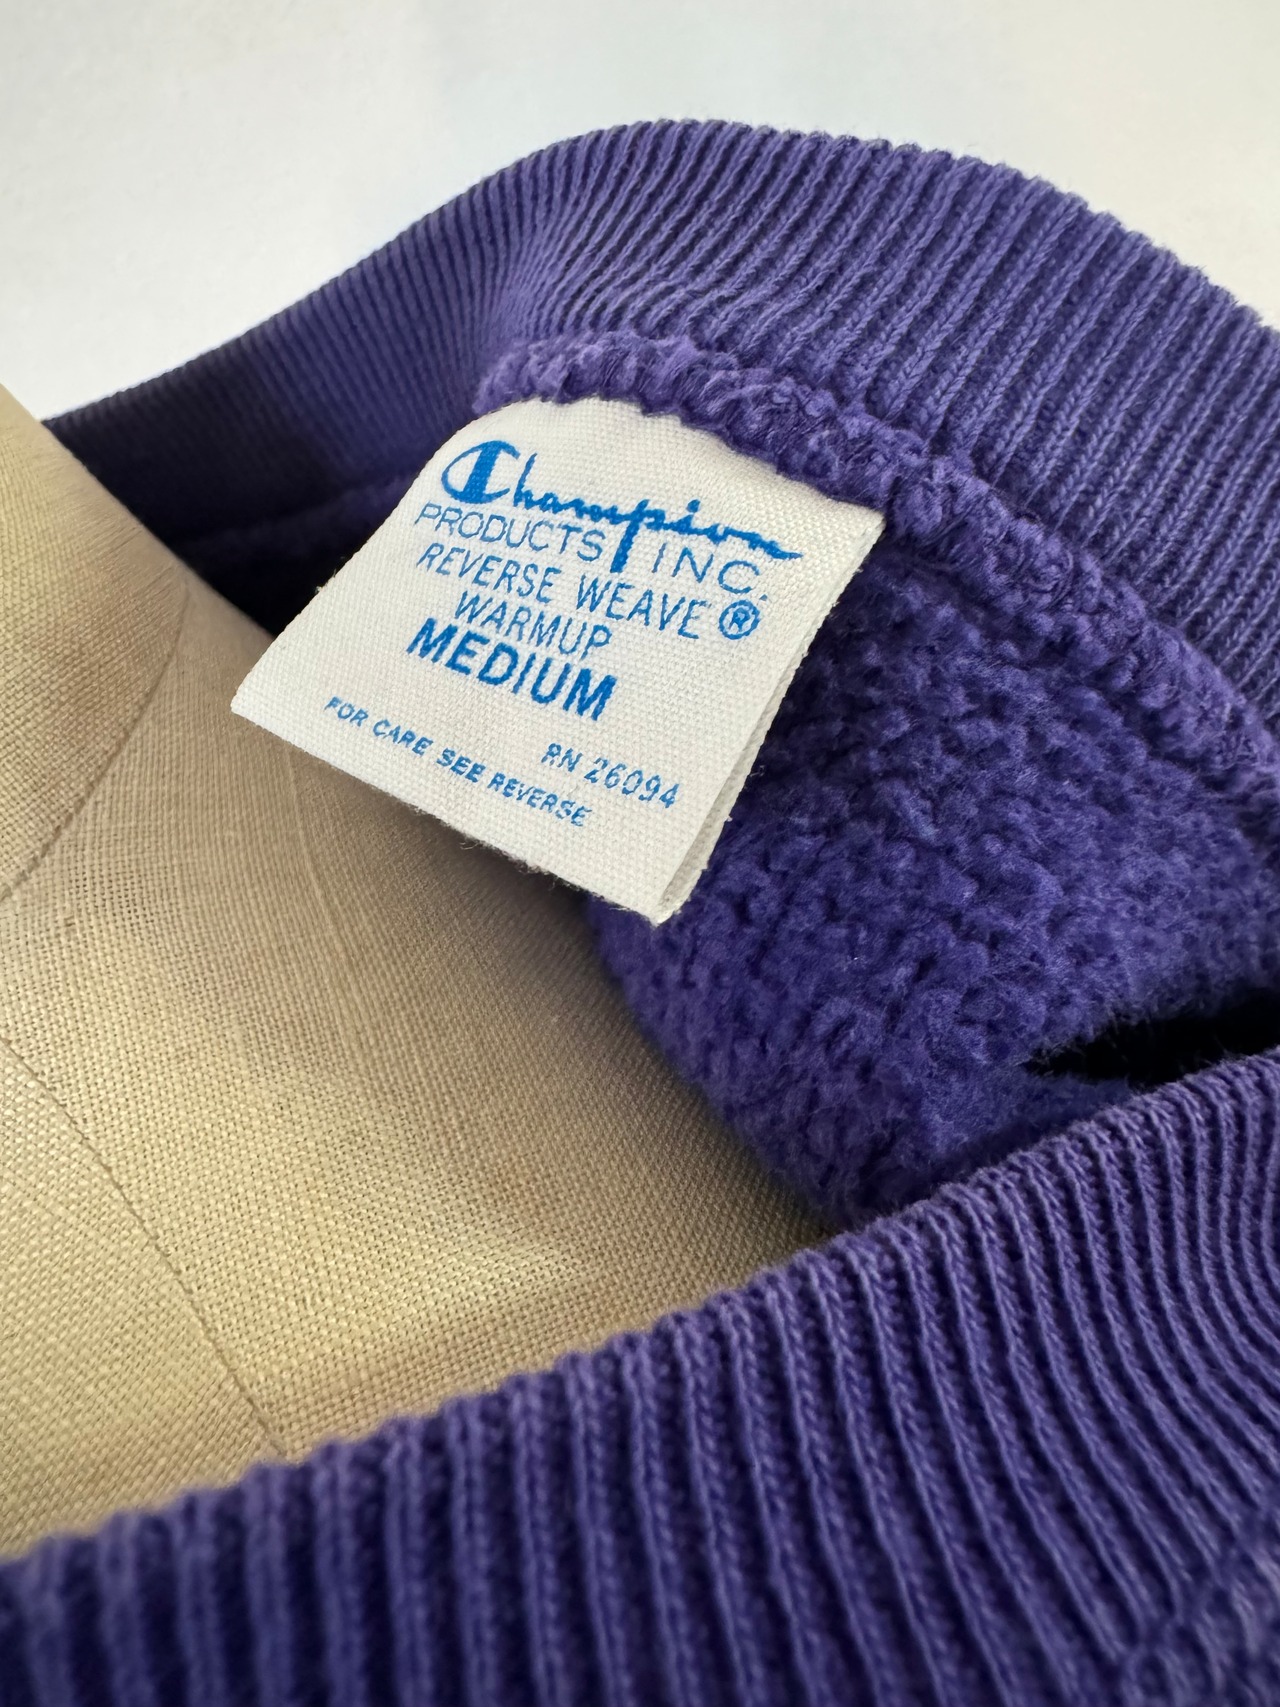 Champion
PRODUCTS INC.
REVERSE WEAVE ®
WARMUP
MEDIUM
RN 26094
FOR CARE SEE REVERSE